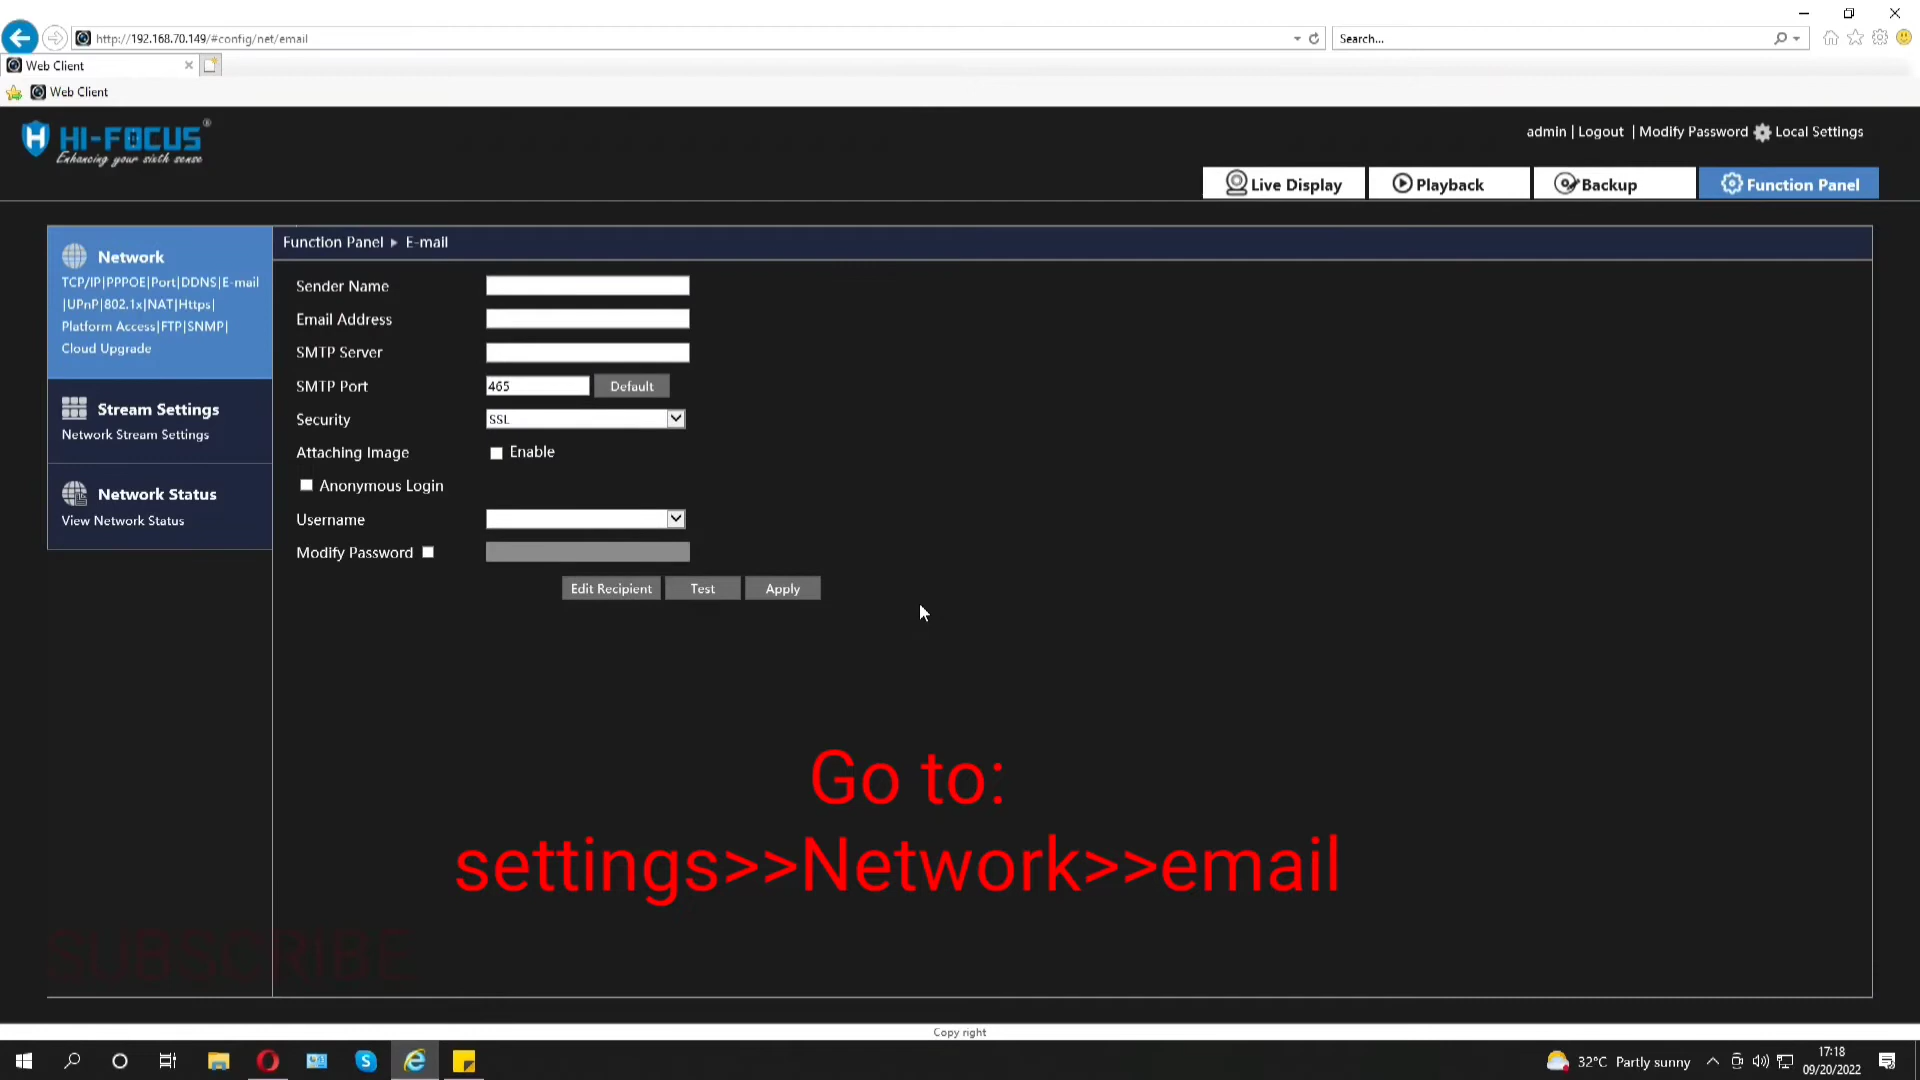 http://192.168.70.149/#config/net/email
Search...
Web Client
Web Client
HI-FOCUS®
Enhancing your sixth sense
admin | Logout | Modify Password Local Settings
Live Display
Playback
Backup
Function Panel
Network
TCP/IP|PPPOE|Port|DDNS|E-mail
|UPnP|802.1x|NAT|Https|
Platform Access|FTP|SNMP|
Cloud Upgrade
Stream Settings
Network Stream Settings
Network Status
View Network Status
Function Panel ▸ E-mail
Sender Name
Email Address
SMTP Server
SMTP Port 465 Default
Security SSL
Attaching Image Enable
Anonymous Login
Username
Modify Password
Edit Recipient Test Apply
Go to:
settings>>Network>>email
SUBSCRIBE
Copy right
32°C Partly sunny
17:18
09/20/2022